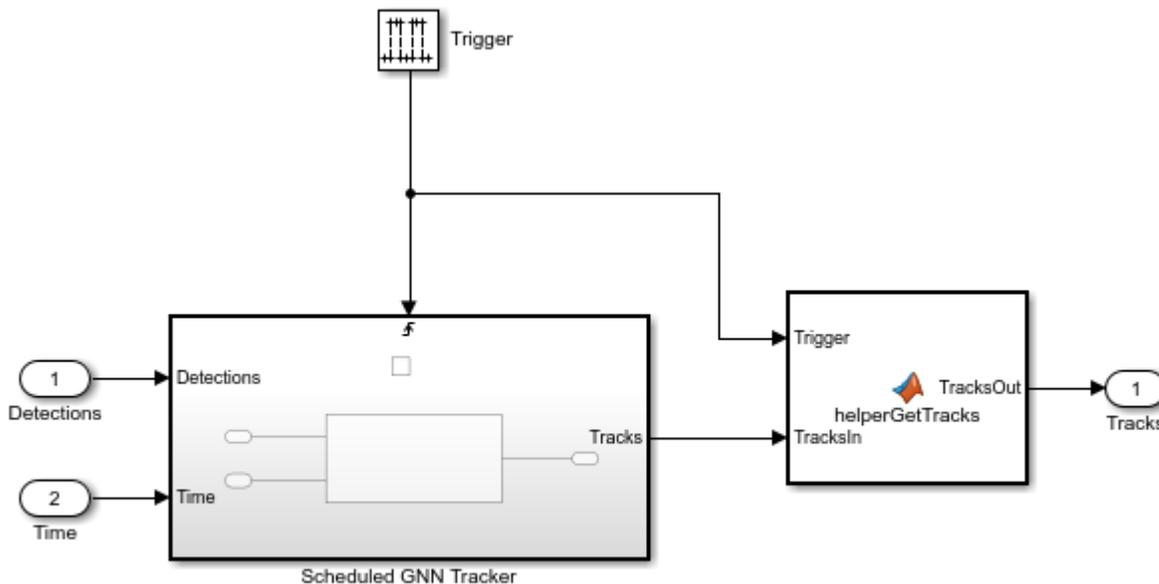 Trigger
1
Detections
2
Time
Detections
Time
Tracks
Scheduled GNN Tracker
Trigger
TracksIn
helperGetTracks
TracksOut
1
Tracks